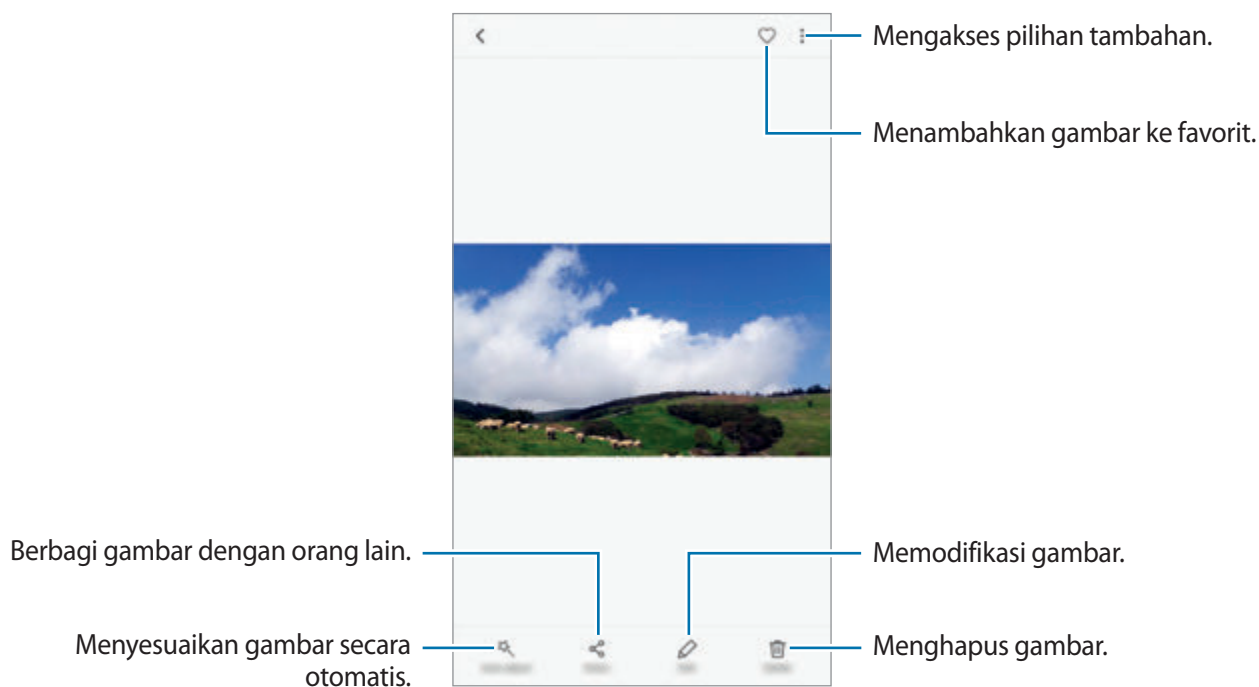 Mengakses pilihan tambahan.
Menambahkan gambar ke favorit.
Berbagi gambar dengan orang lain.
Memodifikasi gambar.
Menyesuaikan gambar secara
otomatis.
Menghapus gambar.